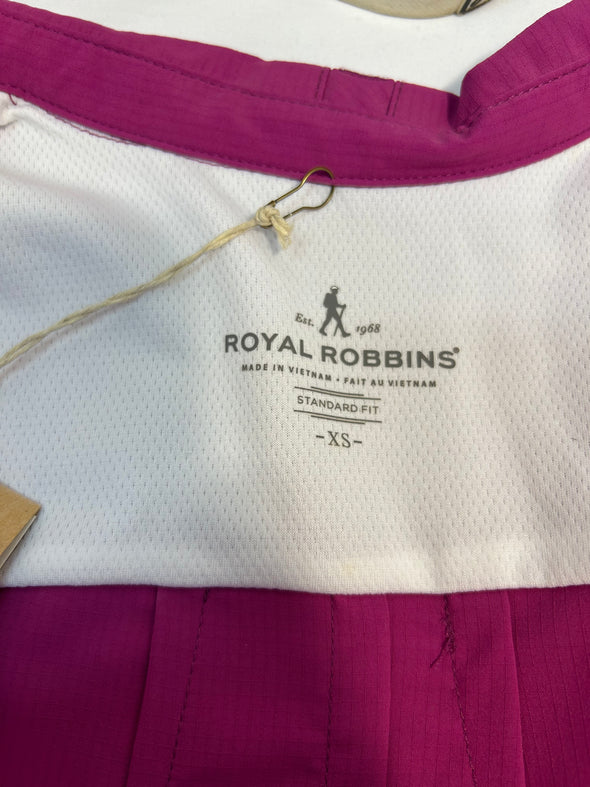 Est. 1968
ROYAL ROBBINS®
MADE IN VIETNAM • FAIT AU VIETNAM
STANDARD FIT
-XS-